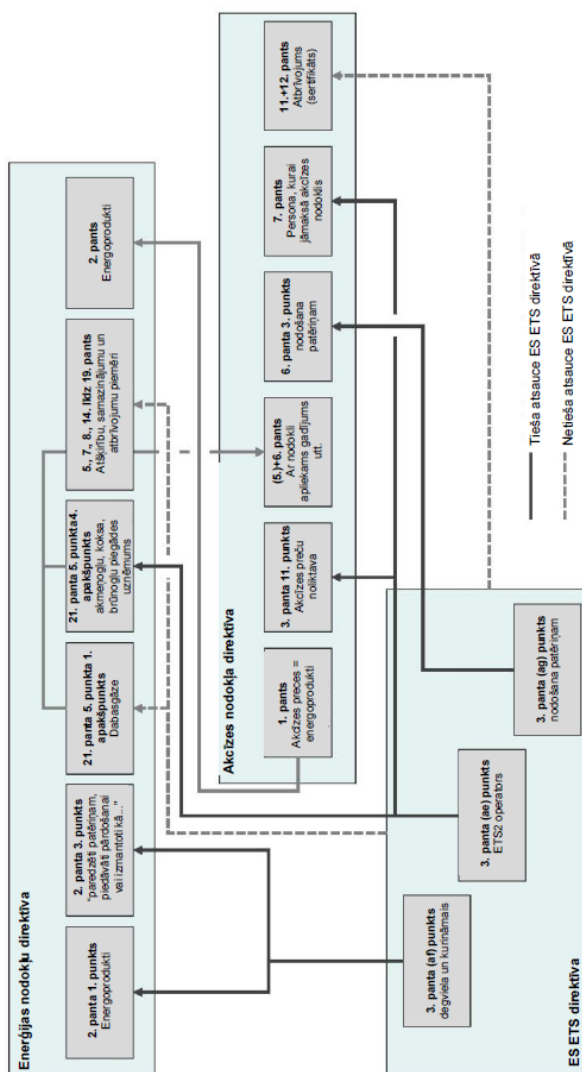 Enerģijas nodokļu direktīva
2. panta 1. punkts
Energoprodukti
2. panta 3. punkts
"paredzēti patēriņam,
piedāvāti pārdošanai
vai izmantoti kā..."
21. panta 5. punkta 1.
apakšpunkts
Dabasgāze
21. panta 5. punkta4.
apakšpunkts
akmeņogļu, koksa,
brūnogļu piegādes
uzņēmums
5., 7., 8., 14. līdz 19. pants
Atšķirību, samazinājumu un
atbrīvojumu piemēri
2. pants
Energoprodukti
Akcīzes nodokļa direktīva
1. pants
Akcīzes preces =
energoprodukti
3. panta 11. punkts
Akcīzes preču
noliktava
(5.)+6. pants
Ar nodokli
apliekams gadījums
utt.
6. panta 3. punkts
nodošana
patēriņam
7. pants
Persona, kurai
jāmaksā akcīzes
nodoklis
11.+12. pants
Atbrīvojums
(sertifikāts)
3. panta (af) punkts
degviela un kurināmais
3. panta (ae) punkts
ETS2 operators
3. panta (ag) punkts
nodošana patēriņam
ES ETS direktīva
Tieša atsauce ES ETS direktīvā
Netieša atsauce ES ETS direktīvā